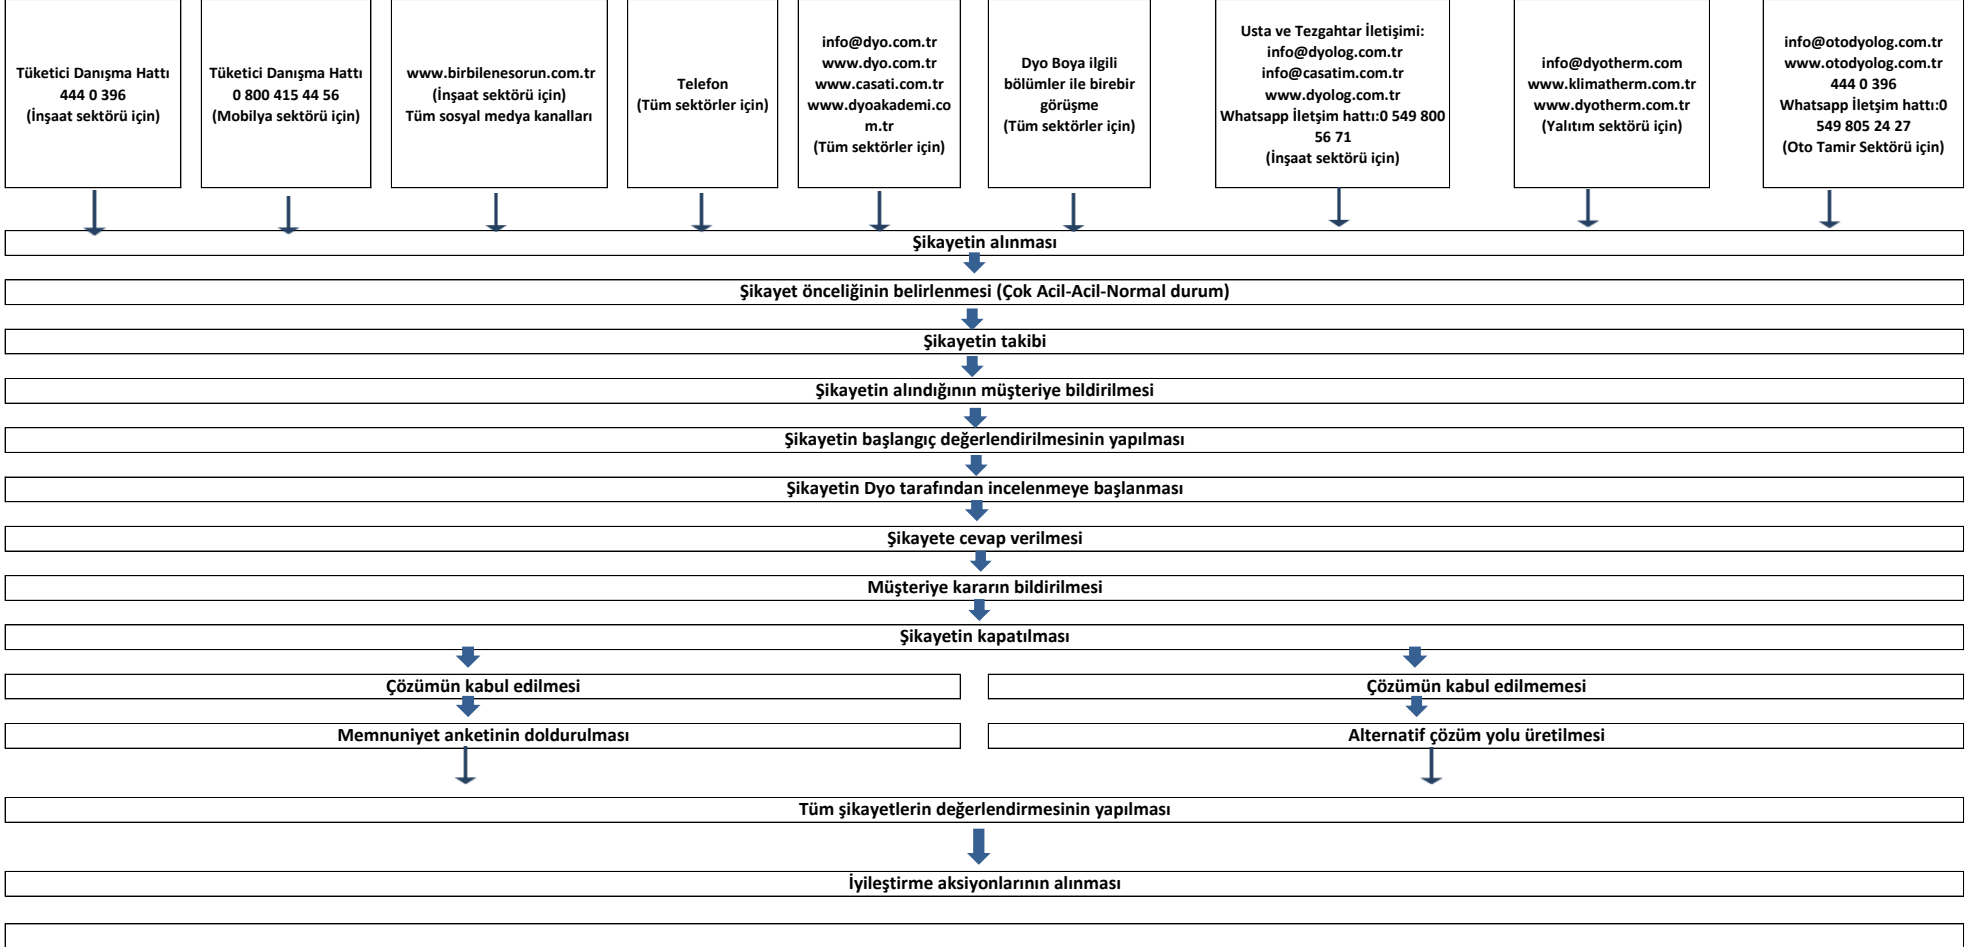 Tüketici Danışma Hattı
444 0 396
(İnşaat sektörü için)
Tüketici Danışma Hattı
0 800 415 44 56
(Mobilya sektörü için)
www.birbilenesorun.com.tr
(İnşaat sektörü için)
Tüm sosyal medya kanalları
Telefon
(Tüm sektörler için)
info@dyo.com.tr
www.dyo.com.tr
www.casati.com.tr
www.dyoakademi.co
m.tr
(Tüm sektörler için)
Dyo Boya ilgili
bölümler ile birebir
görüşme
(Tüm sektörler için)
Usta ve Tezgahtar İletişimi:
info@dyolog.com.tr
info@casatim.com.tr
www.dyolog.com.tr
Whatsapp İletşim hattı:0 549 800
56 71
(İnşaat sektörü için)
info@dyotherm.com
www.klimatherm.com.tr
www.dyotherm.com.tr
(Yalıtım sektörü için)
info@otodyolog.com.tr
www.otodyolog.com.tr
444 0 396
Whatsapp İletşim hattı:0
549 805 24 27
(Oto Tamir Sektörü için)
Şikayetin alınması
Şikayet önceliğinin belirlenmesi (Çok Acil-Acil-Normal durum)
Şikayetin takibi
Şikayetin alındığının müşteriye bildirilmesi
Şikayetin başlangıç değerlendirilmesinin yapılması
Şikayetin Dyo tarafından incelenmeye başlanması
Şikayete cevap verilmesi
Müşteriye kararın bildirilmesi
Şikayetin kapatılması
Çözümün kabul edilmesi
Çözümün kabul edilmemesi
Memnuniyet anketinin doldurulması
Alternatif çözüm yolu üretilmesi
Tüm şikayetlerin değerlendirmesinin yapılması
İyileştirme aksiyonlarının alınması